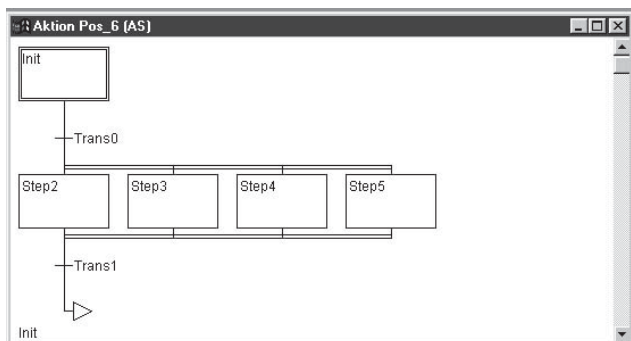 Aktion Pos_6 (AS)
Init
Trans0
Step2 Step3 Step4 Step5
Trans1
Init